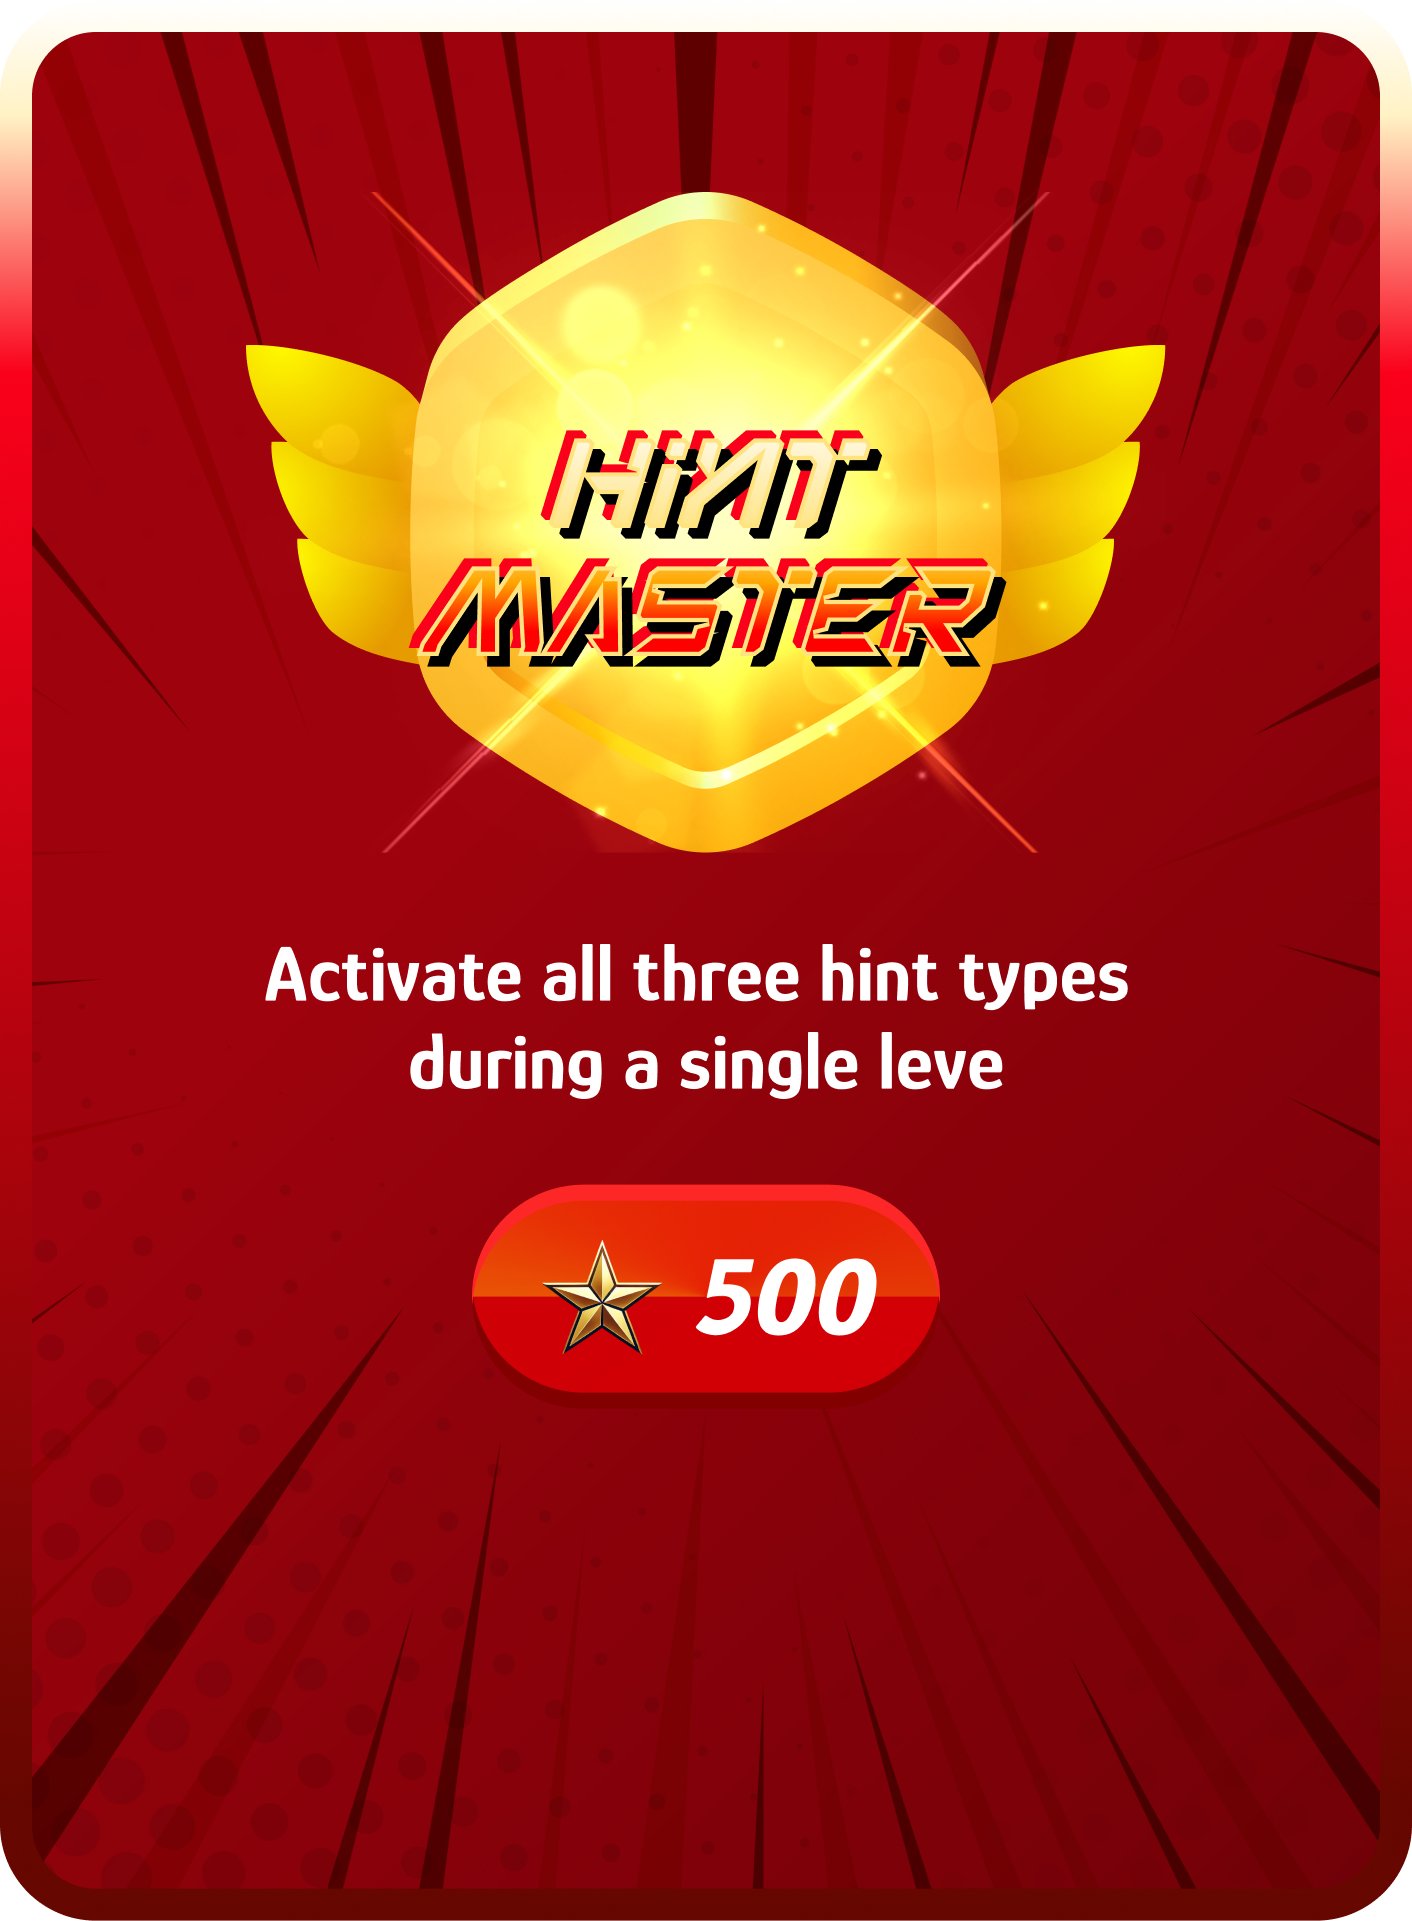 HiNT
MASTER
Activate all three hint types
during a single leve
500